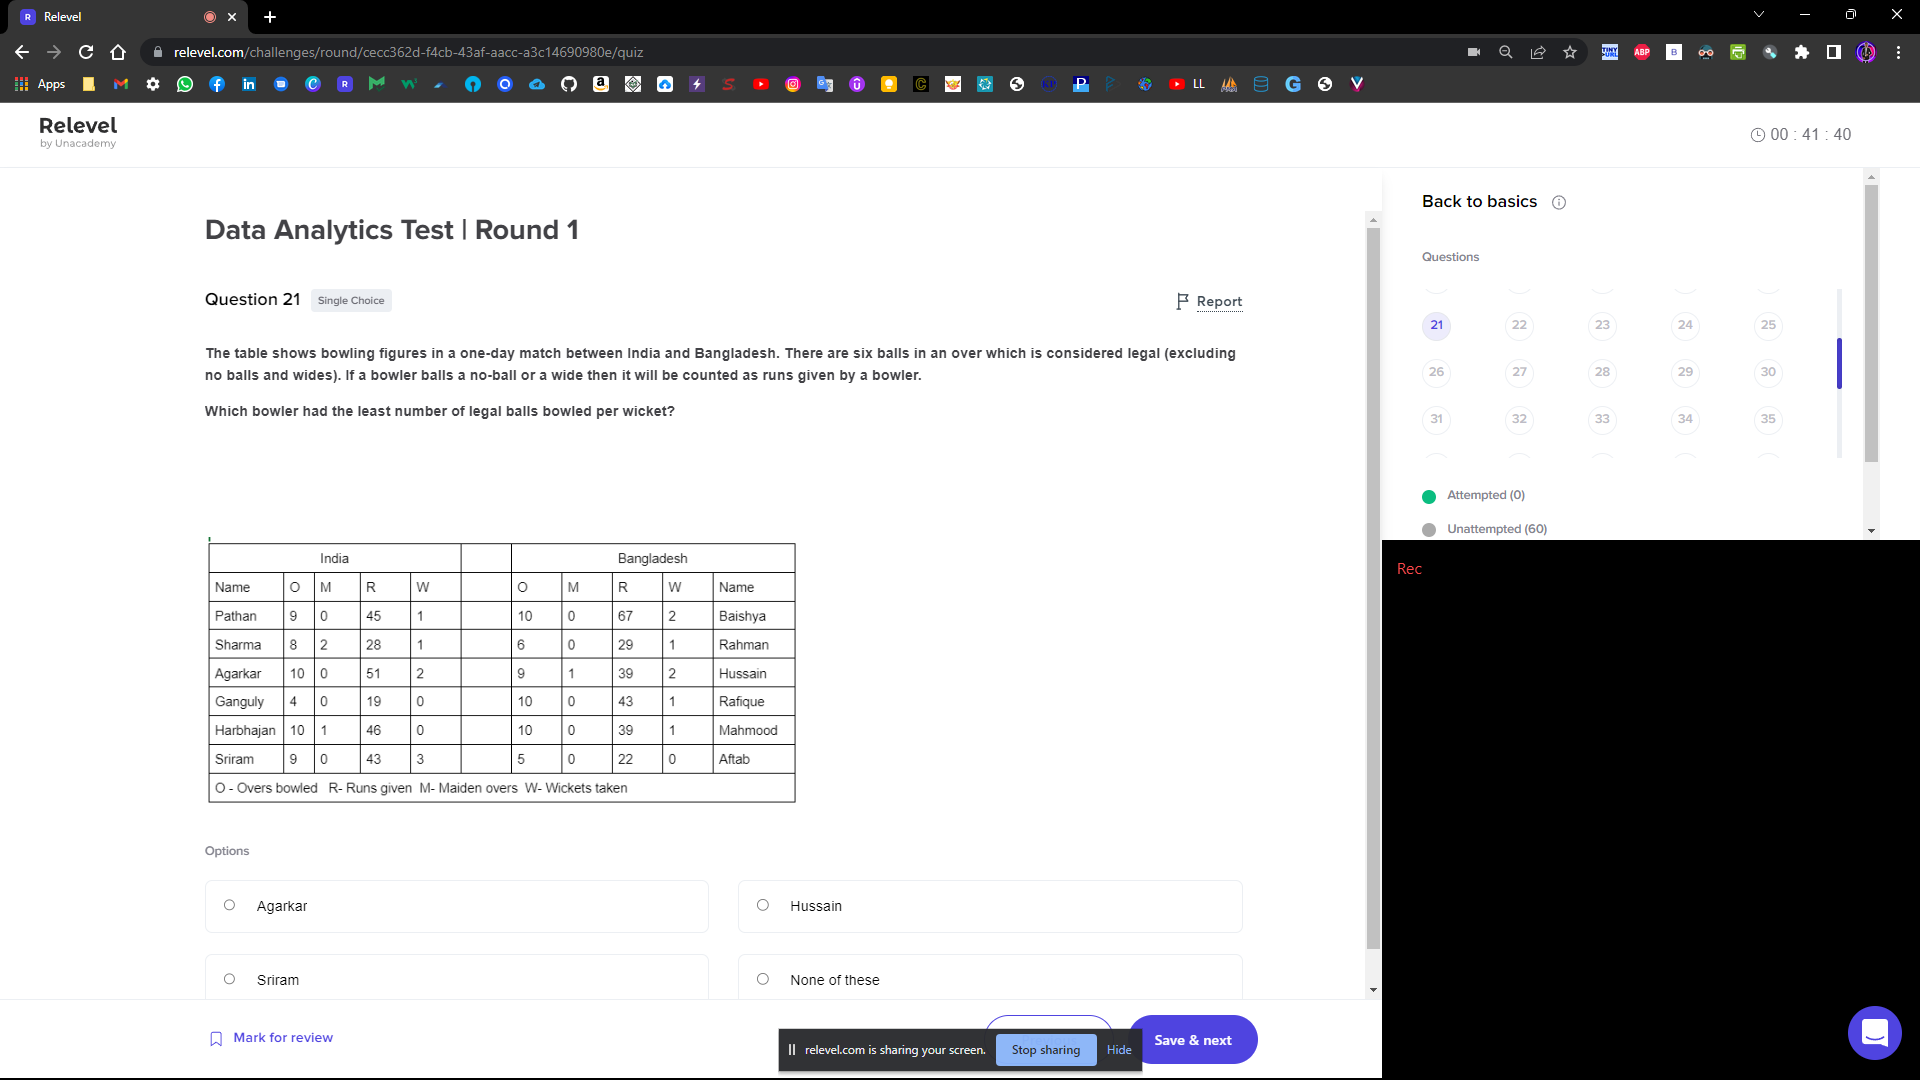 Relevel
relevel.com/challenges/round/cecc362d-f4cb-43af-aacc-a3c14690980e/quiz
Apps
LL
Relevel
by Unacademy
00 : 41 : 40
Data Analytics Test | Round 1
Question 21 Single Choice
Report
The table shows bowling figures in a one-day match between India and Bangladesh. There are six balls in an over which is considered legal (excluding
no balls and wides). If a bowler balls a no-ball or a wide then it will be counted as runs given by a bowler.
Which bowler had the least number of legal balls bowled per wicket?
India Bangladesh
Name O M R W O M R W Name
Pathan 9 0 45 1 10 0 67 2 Baishya
Sharma 8 2 28 1 6 0 29 1 Rahman
Agarkar 10 0 51 2 9 1 39 2 Hussain
Ganguly 4 0 19 0 10 0 43 1 Rafique
Harbhajan 10 1 46 0 10 0 39 1 Mahmood
Sriram 9 0 43 3 5 0 22 0 Aftab
O - Overs bowled R- Runs given M- Maiden overs W- Wickets taken
Options
Agarkar
Hussain
Sriram
None of these
Mark for review
Save & next
relevel.com is sharing your screen. Stop sharing Hide
Back to basics
Questions
21 22 23 24 25
26 27 28 29 30
31 32 33 34 35
Attempted (0)
Unattempted (60)
Rec